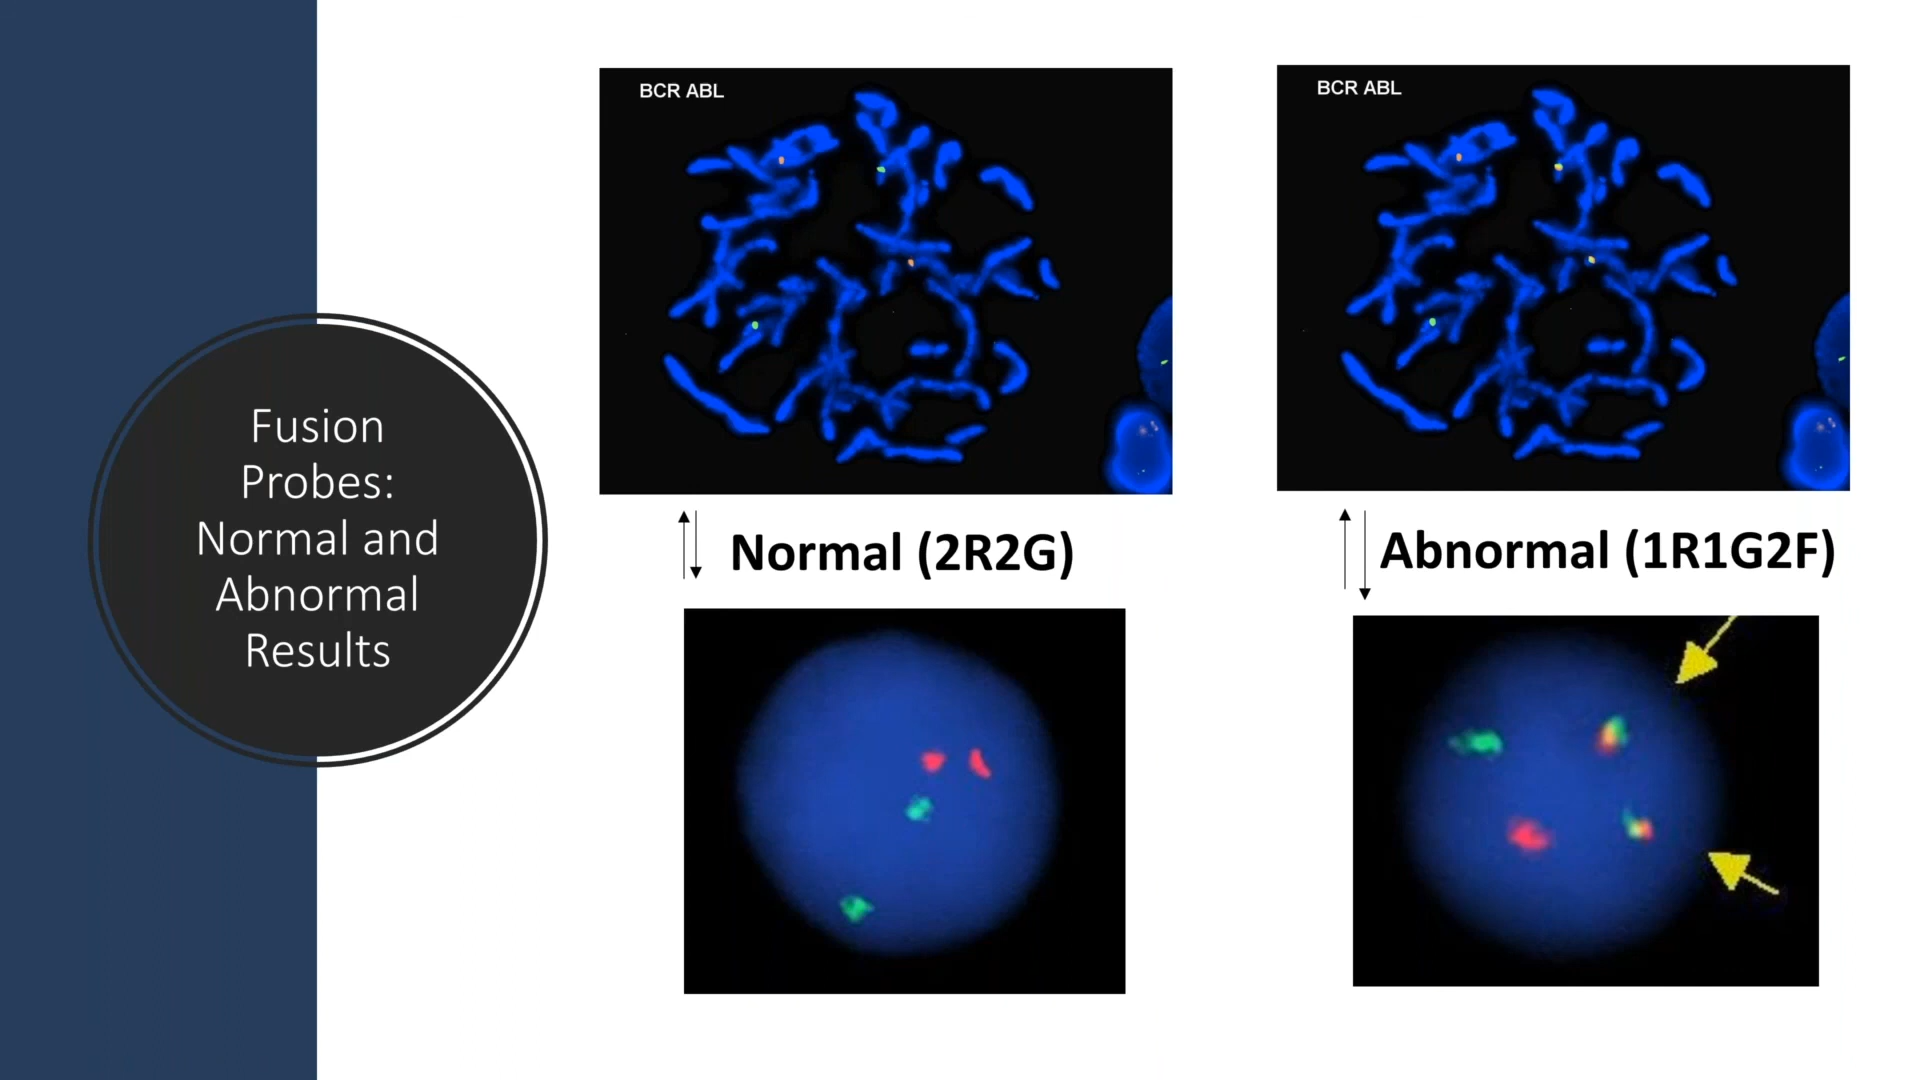 Fusion
Probes:
Normal and
Abnormal
Results
BCR ABL
Normal (2R2G)
BCR ABL
Abnormal (1R1G2F)